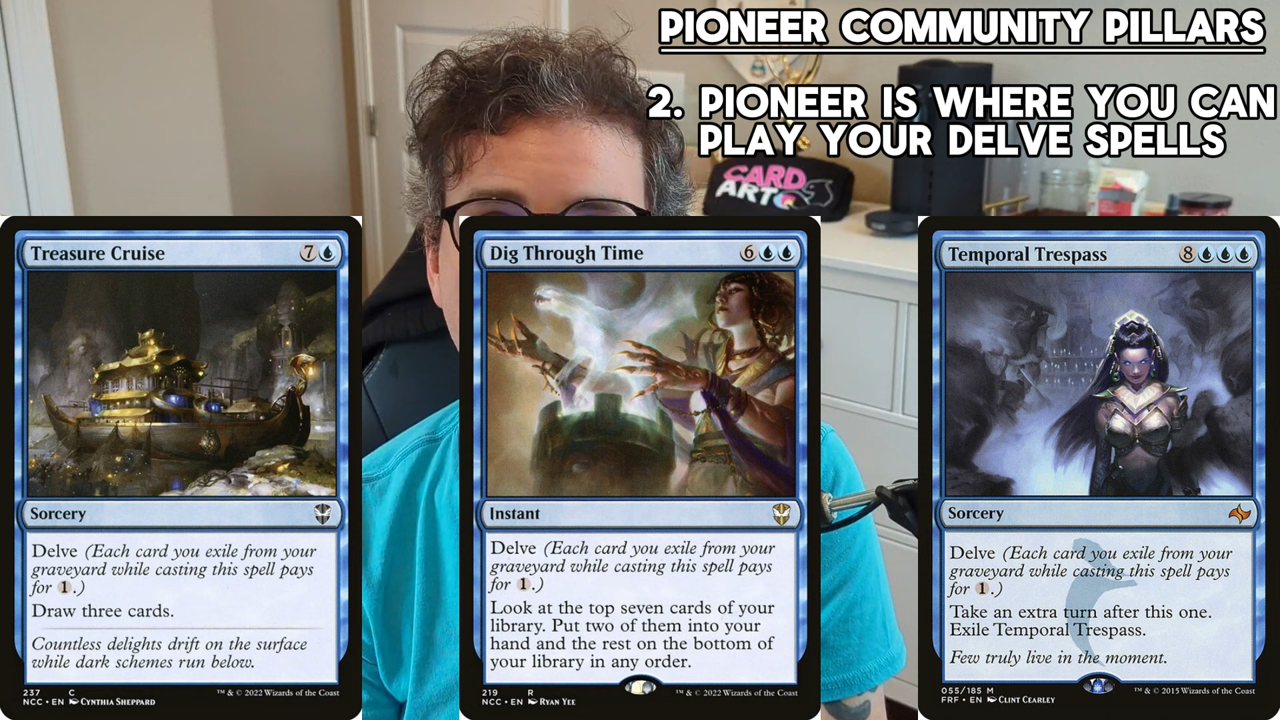 PIONEER COMMUNITY PILLARS
2. PIONEER IS WHERE YOU CAN
PLAY YOUR DELVE SPELLS
CARD
ART
Treasure Cruise 7
Sorcery
Delve (Each card you exile from your
graveyard while casting this spell pays
for 1.)
Draw three cards.
Countless delights drift on the surface
while dark schemes run below.
237 C
NCC • EN CYNTHIA SHEPPARD
™ & © 2022 Wizards of the Coast
Dig Through Time 6
Instant
Delve (Each card you exile from your
graveyard while casting this spell pays
for 1.)
Look at the top seven cards of your
library. Put two of them into your
hand and the rest on the bottom of
your library in any order.
219 R
NCC • EN RYAN YEE
™ & © 2022 Wizards of the Coast
Temporal Trespass 8
Sorcery
Delve (Each card you exile from your
graveyard while casting this spell pays
for 1.)
Take an extra turn after this one.
Exile Temporal Trespass.
Few truly live in the moment.
055/185 M
FRF • EN CLINT CEARLEY
™ & © 2015 Wizards of the Coast